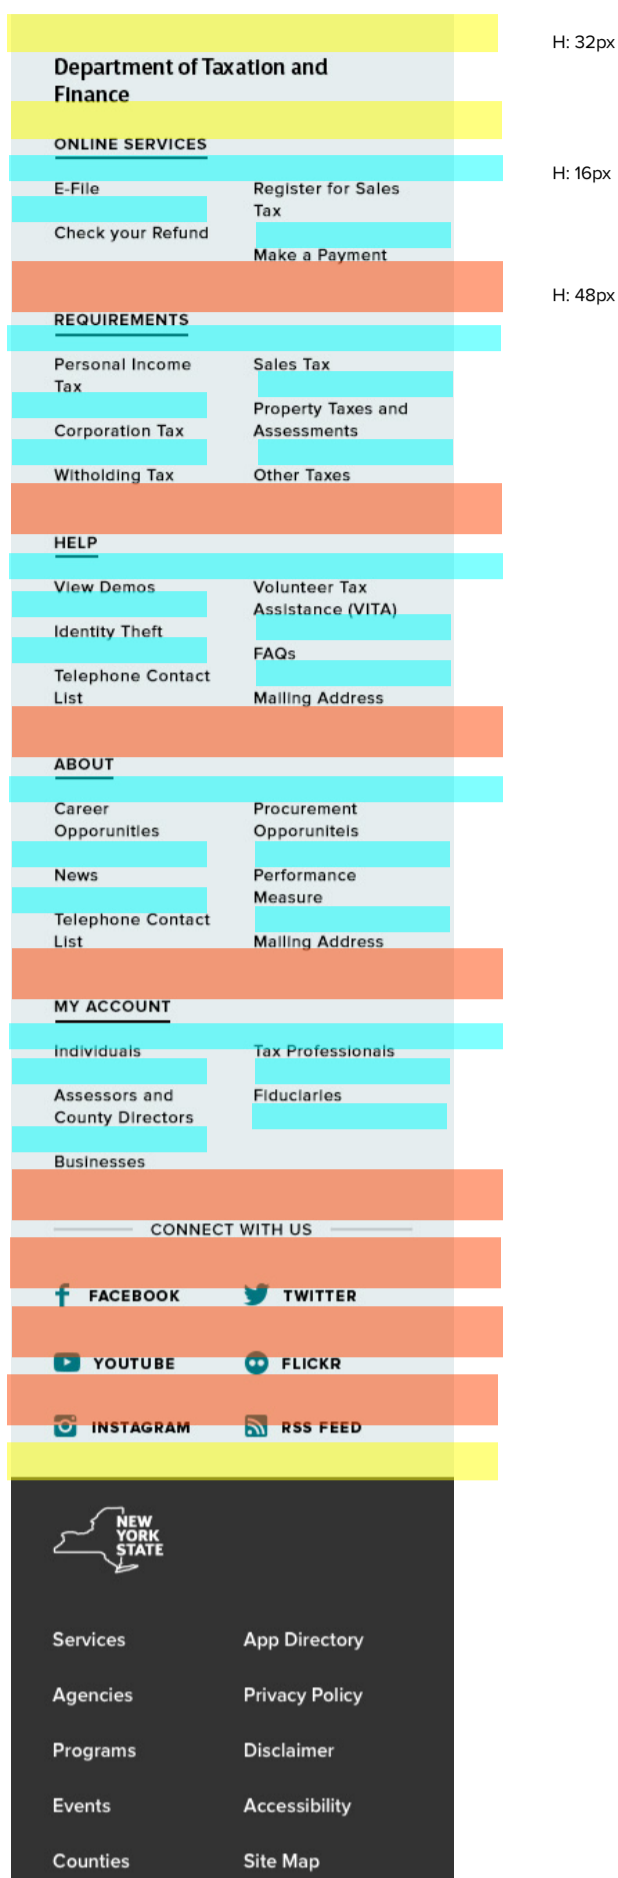 H: 32px
Department of Taxation and
Finance
ONLINE SERVICES
H: 16px
E-File
Register for Sales
Tax
Check your Refund
Make a Payment
H: 48px
REQUIREMENTS
Personal Income
Tax
Sales Tax
Property Taxes and
Assessments
Corporation Tax
Witholding Tax
Other Taxes
HELP
View Demos
Volunteer Tax
Assistance (VITA)
Identity Theft
FAQs
Telephone Contact
List
Mailing Address
ABOUT
Career
Opporunities
Procurement
Opporuniteis
News
Performance
Measure
Telephone Contact
List
Mailing Address
MY ACCOUNT
Individuals
Tax Professionals
Assessors and
County Directors
Fiduciaries
Businesses
CONNECT WITH US
FACEBOOK
TWITTER
YOUTUBE
FLICKR
INSTAGRAM
RSS FEED
NEW
YORK
STATE
Services
App Directory
Agencies
Privacy Policy
Programs
Disclaimer
Events
Accessibility
Counties
Site Map